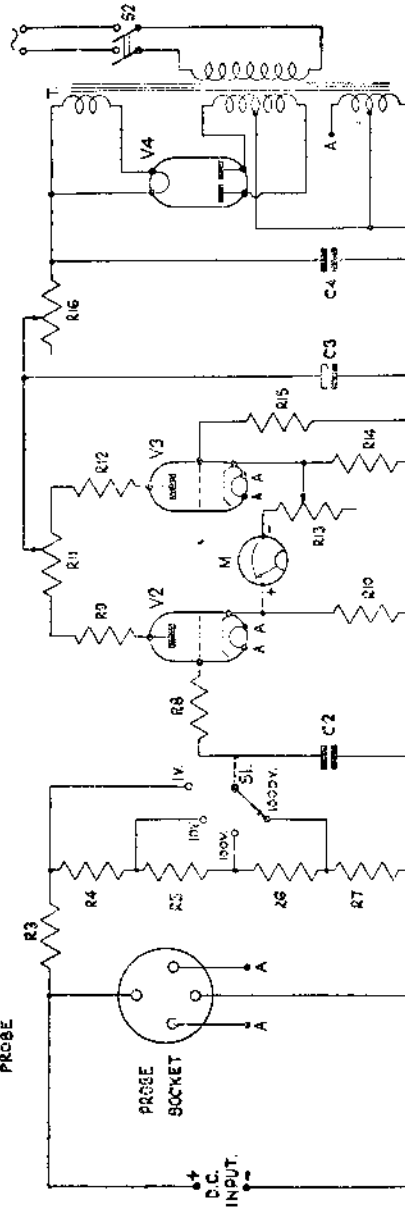 PROBE
D.C.
INPUT.
+
-
PROBE
SOCKET
A
A
R3
R4
R5
R6
R7
1V.
10V.
100V.
1000V.
S1.
C2
R8
R9
R10
R11
R12
V2
A
A
M
+
-
V3
A
A
R13
R14
R15
C3
R16
C4
V4
T
A
S2